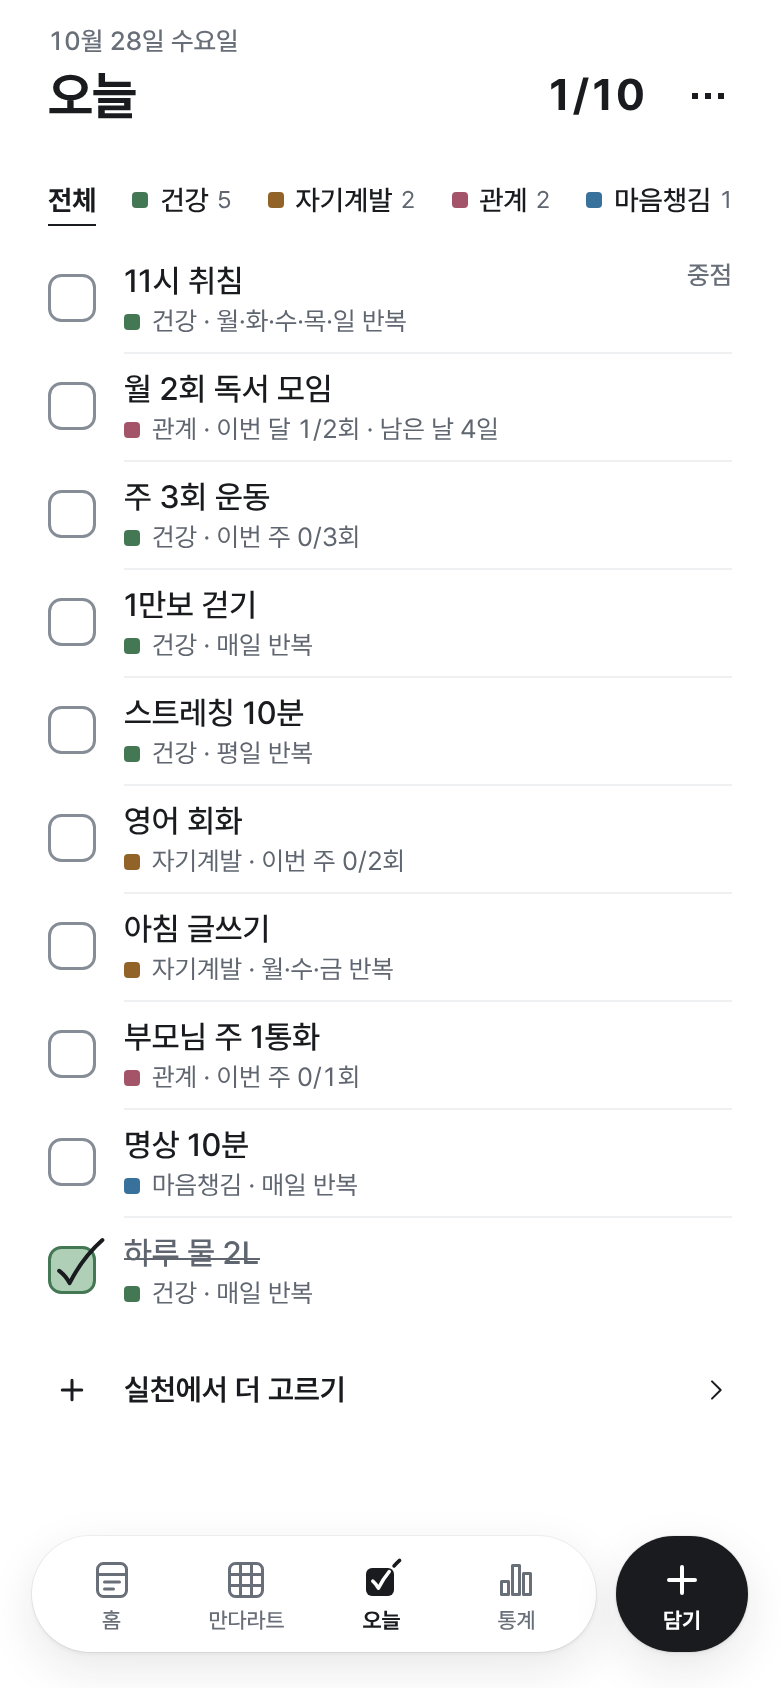 10월 28일 수요일
오늘 1/10 ···
전체 건강 5 자기계발 2 관계 2 마음챙김 1
11시 취침 중점
건강 · 월·화·수·목·일 반복
월 2회 독서 모임
관계 · 이번 달 1/2회 · 남은 날 4일
주 3회 운동
건강 · 이번 주 0/3회
1만보 걷기
건강 · 매일 반복
스트레칭 10분
건강 · 평일 반복
영어 회화
자기계발 · 이번 주 0/2회
아침 글쓰기
자기계발 · 월·수·금 반복
부모님 주 1통화
관계 · 이번 주 0/1회
명상 10분
마음챙김 · 매일 반복
하루 물 2L
건강 · 매일 반복
+ 실천에서 더 고르기
홈 만다라트 오늘 통계 담기